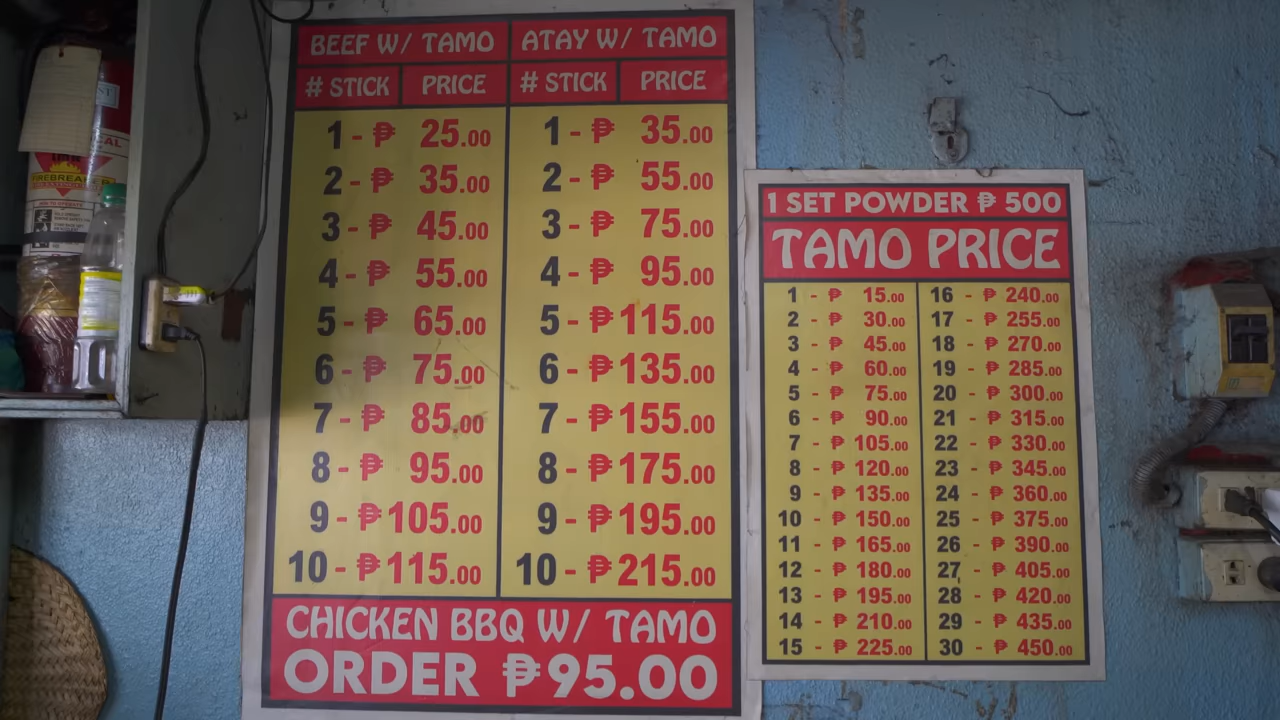 BEEF W/ TAMO
# STICK PRICE
1 - ₱ 25.00
2 - ₱ 35.00
3 - ₱ 45.00
4 - ₱ 55.00
5 - ₱ 65.00
6 - ₱ 75.00
7 - ₱ 85.00
8 - ₱ 95.00
9 - ₱105.00
10 - ₱115.00
ATAY W/ TAMO
# STICK PRICE
1 - ₱ 35.00
2 - ₱ 55.00
3 - ₱ 75.00
4 - ₱ 95.00
5 - ₱115.00
6 - ₱135.00
7 - ₱155.00
8 - ₱175.00
9 - ₱195.00
10 - ₱215.00
CHICKEN BBQ W/ TAMO
ORDER ₱95.00
1 SET POWDER ₱ 500
TAMO PRICE
1 - ₱ 15.00
2 - ₱ 30.00
3 - ₱ 45.00
4 - ₱ 60.00
5 - ₱ 75.00
6 - ₱ 90.00
7 - ₱ 105.00
8 - ₱ 120.00
9 - ₱ 135.00
10 - ₱ 150.00
11 - ₱ 165.00
12 - ₱ 180.00
13 - ₱ 195.00
14 - ₱ 210.00
15 - ₱ 225.00
16 - ₱ 240.00
17 - ₱ 255.00
18 - ₱ 270.00
19 - ₱ 285.00
20 - ₱ 300.00
21 - ₱ 315.00
22 - ₱ 330.00
23 - ₱ 345.00
24 - ₱ 360.00
25 - ₱ 375.00
26 - ₱ 390.00
27 - ₱ 405.00
28 - ₱ 420.00
29 - ₱ 435.00
30 - ₱ 450.00